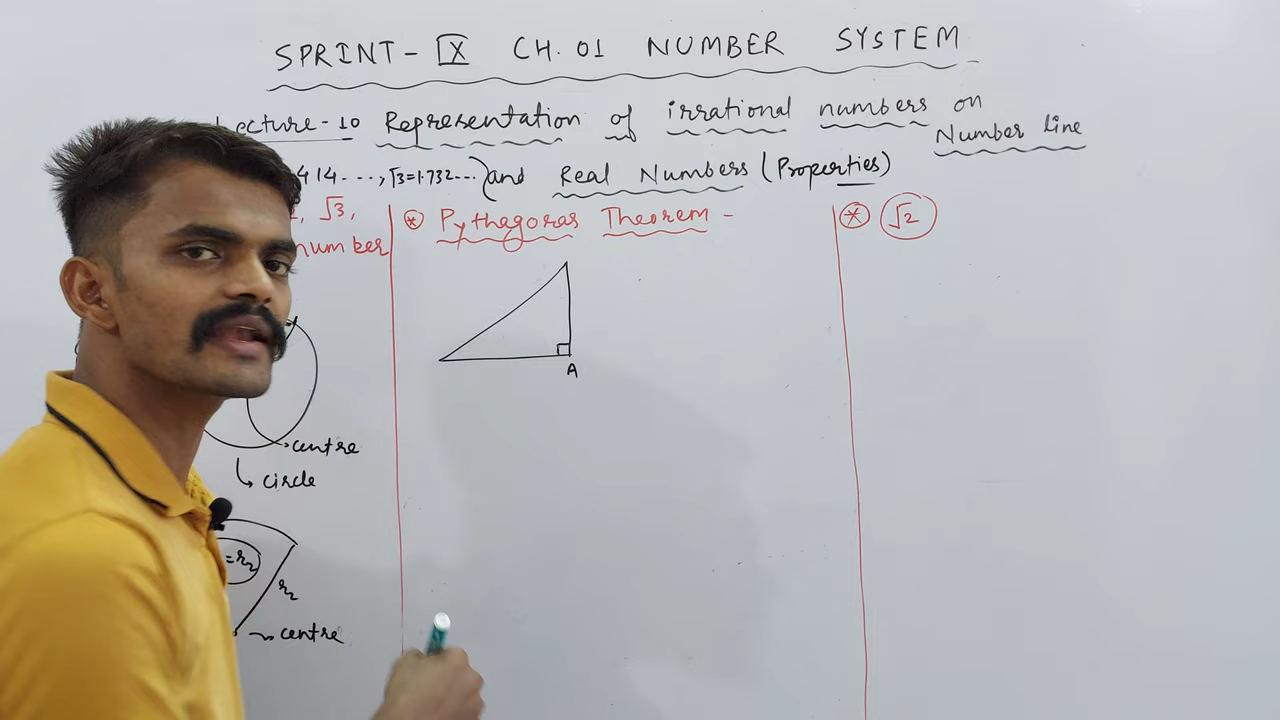 SPRINT-IX CH.01 NUMBER SYSTEM
Lecture-10 Representation of irrational numbers on
Number line
414...., √3=1.732...) and Real Numbers (Properties)
√3,
number
⊛ Pythagoras Theorem -
⊛ √2
A
centre
circle
centre